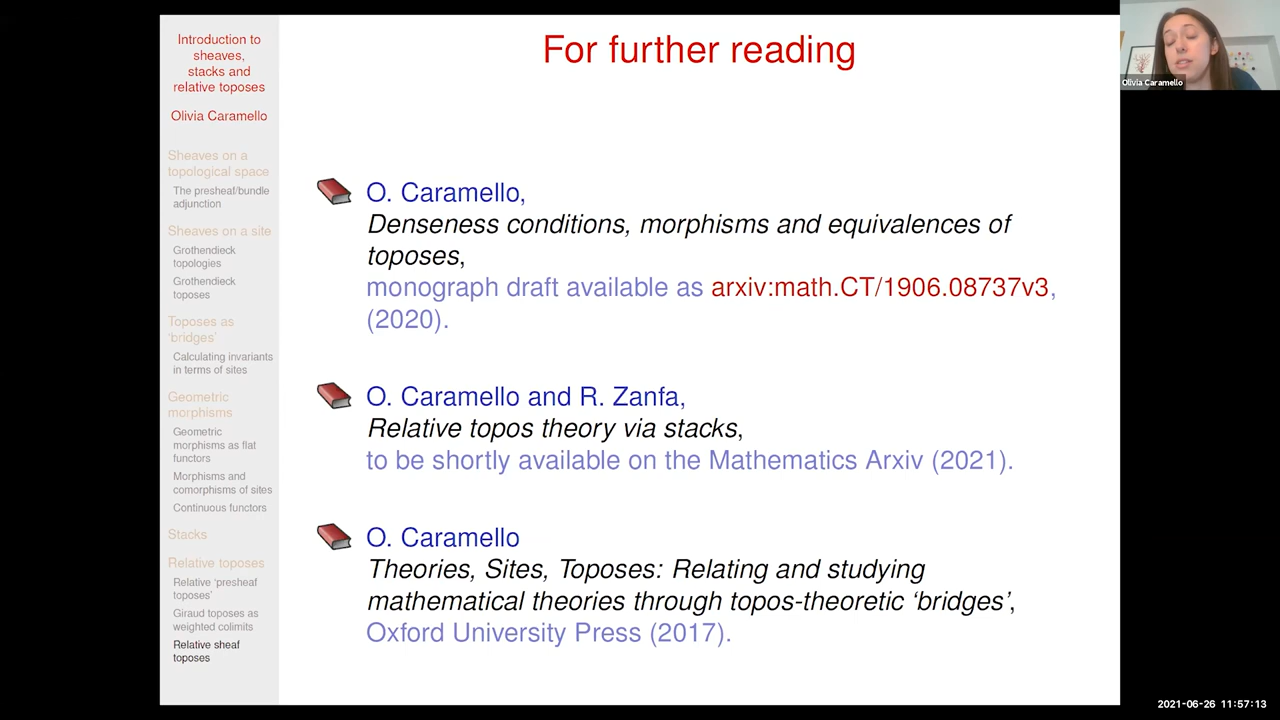 Introduction to
sheaves,
stacks and
relative toposes
Olivia Caramello
Sheaves on a
topological space
The presheaf/bundle
adjunction
Sheaves on a site
Grothendieck
topologies
Grothendieck
toposes
Toposes as
‘bridges’
Calculating invariants
in terms of sites
Geometric
morphisms
Geometric
morphisms as flat
functors
Morphisms and
comorphisms of sites
Continuous functors
Stacks
Relative toposes
Relative ‘presheaf
toposes’
Giraud toposes as
weighted colimits
Relative sheaf
toposes
For further reading
O. Caramello,
Denseness conditions, morphisms and equivalences of
toposes,
monograph draft available as arxiv:math.CT/1906.08737v3,
(2020).
O. Caramello and R. Zanfa,
Relative topos theory via stacks,
to be shortly available on the Mathematics Arxiv (2021).
O. Caramello
Theories, Sites, Toposes: Relating and studying
mathematical theories through topos-theoretic ‘bridges’,
Oxford University Press (2017).
Olivia Caramello
2021-06-26 11:57:13